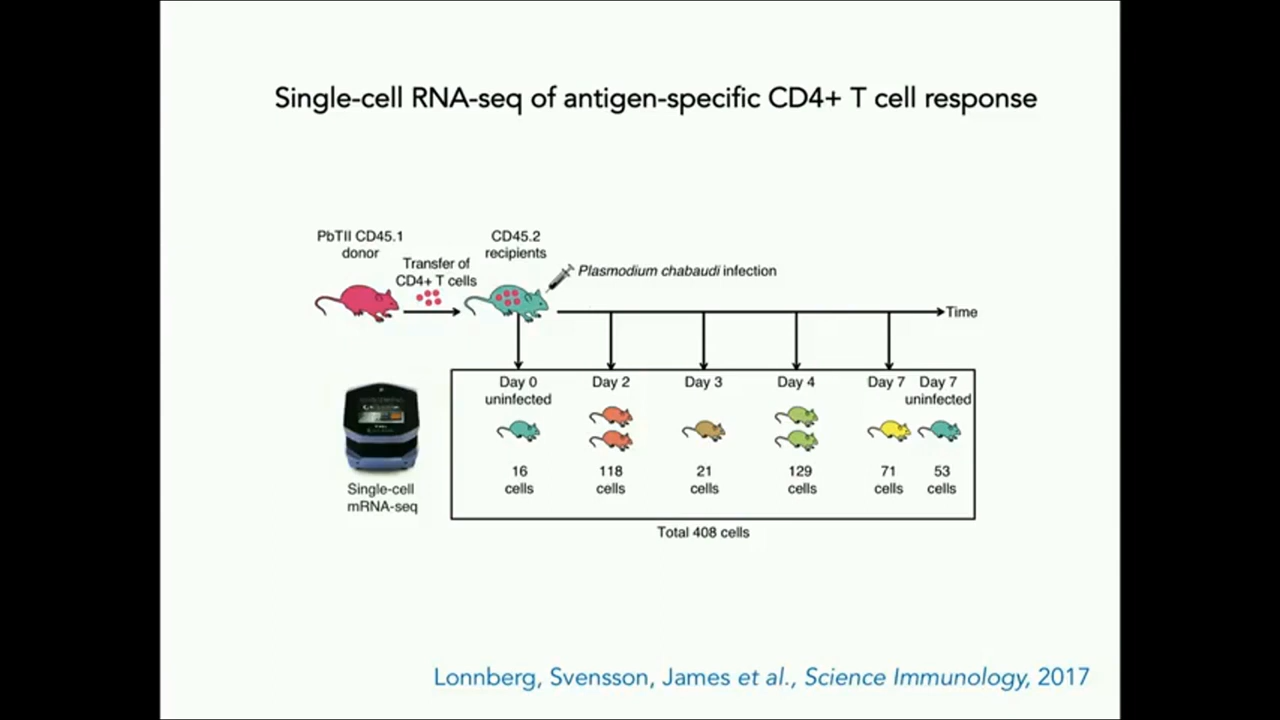 Single-cell RNA-seq of antigen-specific CD4+ T cell response
PbTII CD45.1
donor
Transfer of
CD4+ T cells
CD45.2
recipients
Plasmodium chabaudi infection
Time
Day 0
uninfected
Day 2
Day 3
Day 4
Day 7
Day 7
uninfected
16
cells
118
cells
21
cells
129
cells
71
cells
53
cells
Single-cell
mRNA-seq
Total 408 cells
Lonnberg, Svensson, James et al., Science Immunology, 2017